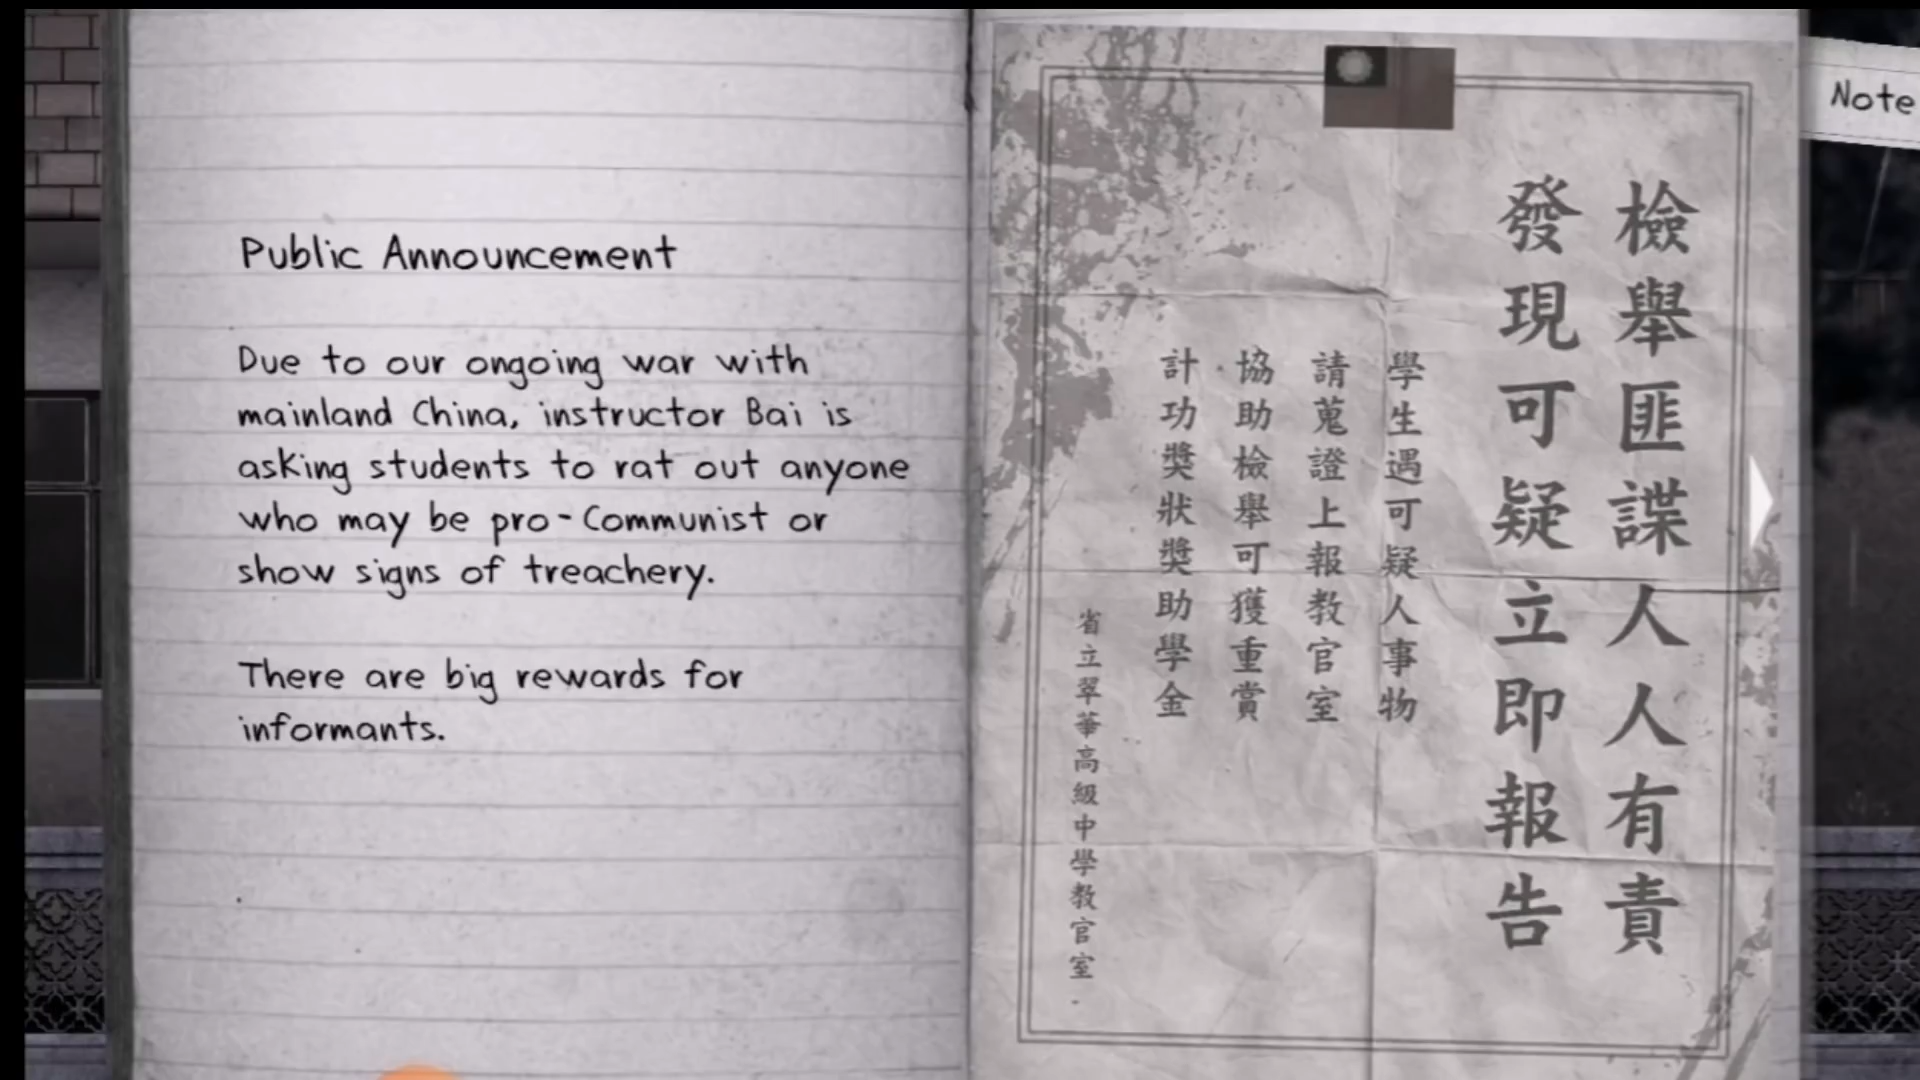 Public Announcement
Due to our ongoing war with
mainland China, instructor Bai is
asking students to rat out anyone
who may be pro-Communist or
show signs of treachery.
There are big rewards for
informants.
檢舉匪諜人人有責
發現可疑立即報告
學生遇可疑人事物
請蒐證上報教官室
協助檢舉可獲重賞
計功獎狀獎助學金
省立翠華高級中學教官室
Note